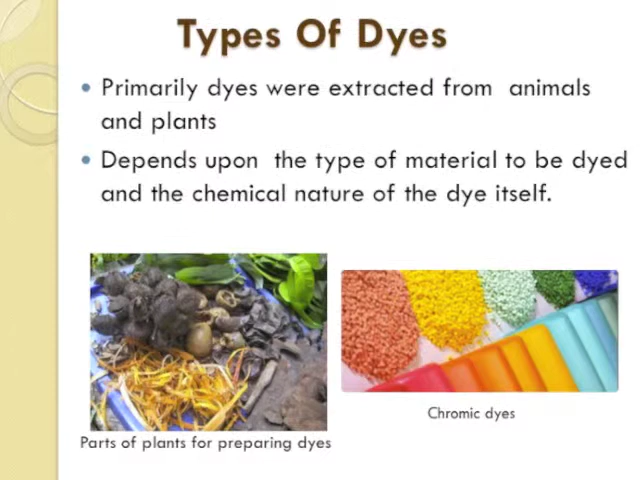 Types Of Dyes
• Primarily dyes were extracted from animals
and plants
• Depends upon the type of material to be dyed
and the chemical nature of the dye itself.
Chromic dyes
Parts of plants for preparing dyes